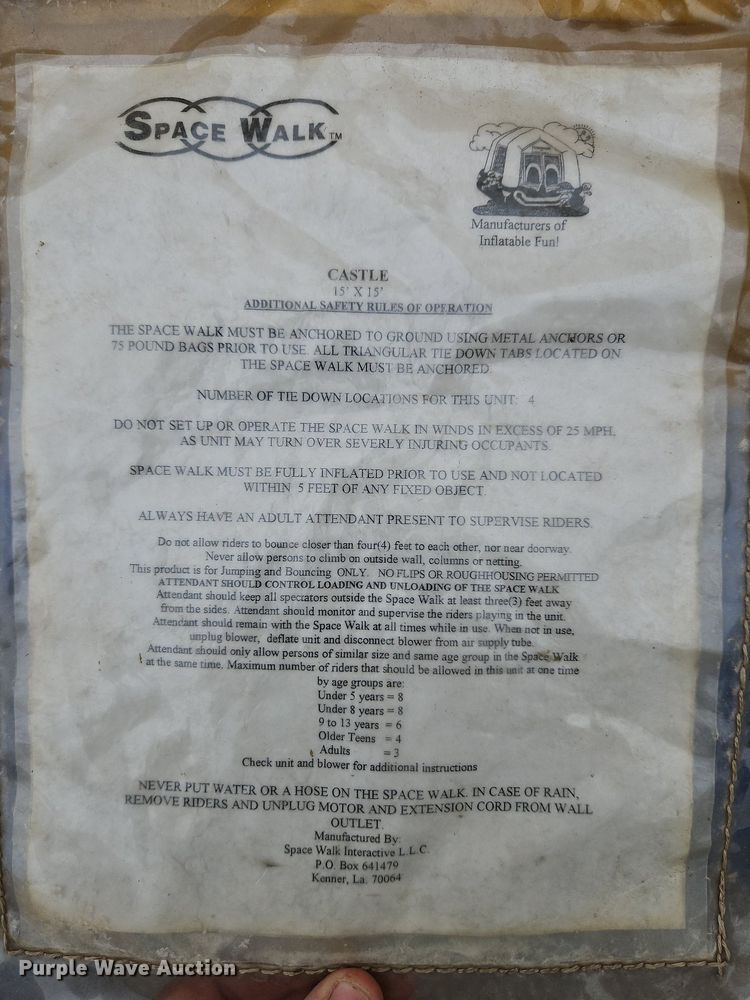 SPACE WALK TM
Manufacturers of
Inflatable Fun!
CASTLE
15' X 15'
ADDITIONAL SAFETY RULES OF OPERATION
THE SPACE WALK MUST BE ANCHORED TO GROUND USING METAL ANCHORS OR
75 POUND BAGS PRIOR TO USE. ALL TRIANGULAR TIE DOWN TABS LOCATED ON
THE SPACE WALK MUST BE ANCHORED.
NUMBER OF TIE DOWN LOCATIONS FOR THIS UNIT: 4
DO NOT SET UP OR OPERATE THE SPACE WALK IN WINDS IN EXCESS OF 25 MPH,
AS UNIT MAY TURN OVER SEVERLY INJURING OCCUPANTS.
SPACE WALK MUST BE FULLY INFLATED PRIOR TO USE AND NOT LOCATED
WITHIN 5 FEET OF ANY FIXED OBJECT.
ALWAYS HAVE AN ADULT ATTENDANT PRESENT TO SUPERVISE RIDERS.
Do not allow riders to bounce closer than four(4) feet to each other, nor near doorway.
Never allow persons to climb on outside wall, columns or netting.
This product is for Jumping and Bouncing ONLY. NO FLIPS OR ROUGHHOUSING PERMITTED
ATTENDANT SHOULD CONTROL LOADING AND UNLOADING OF THE SPACE WALK
Attendant should keep all spectators outside the Space Walk at least three(3) feet away
from the sides. Attendant should monitor and supervise the riders playing in the unit.
Attendant should remain with the Space Walk at all times while in use. When not in use,
unplug blower, deflate unit and disconnect blower from air supply tube.
Attendant should only allow persons of similar size and same age group in the Space Walk
at the same time. Maximum number of riders that should be allowed in this unit at one time
by age groups are:
Under 5 years = 8
Under 8 years = 8
9 to 13 years = 6
Older Teens = 4
Adults = 3
Check unit and blower for additional instructions
NEVER PUT WATER OR A HOSE ON THE SPACE WALK. IN CASE OF RAIN,
REMOVE RIDERS AND UNPLUG MOTOR AND EXTENSION CORD FROM WALL
OUTLET.
Manufactured By:
Space Walk Interactive L.L.C.
P.O. Box 641479
Kenner, La. 70064
Purple Wave Auction